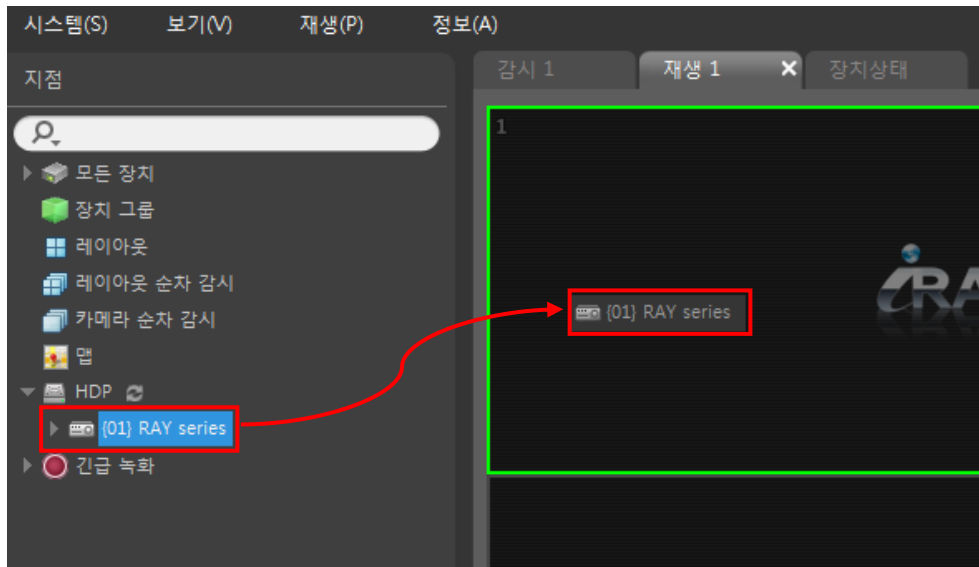 시스템(S) 보기(V) 재생(P) 정보(A)
지점
감시 1 재생 1 장치상태
1
모든 장치
장치 그룹
레이아웃
레이아웃 순차 감시
카메라 순차 감시
맵
HDP
{01} RAY series
긴급 녹화
{01} RAY series
iRA